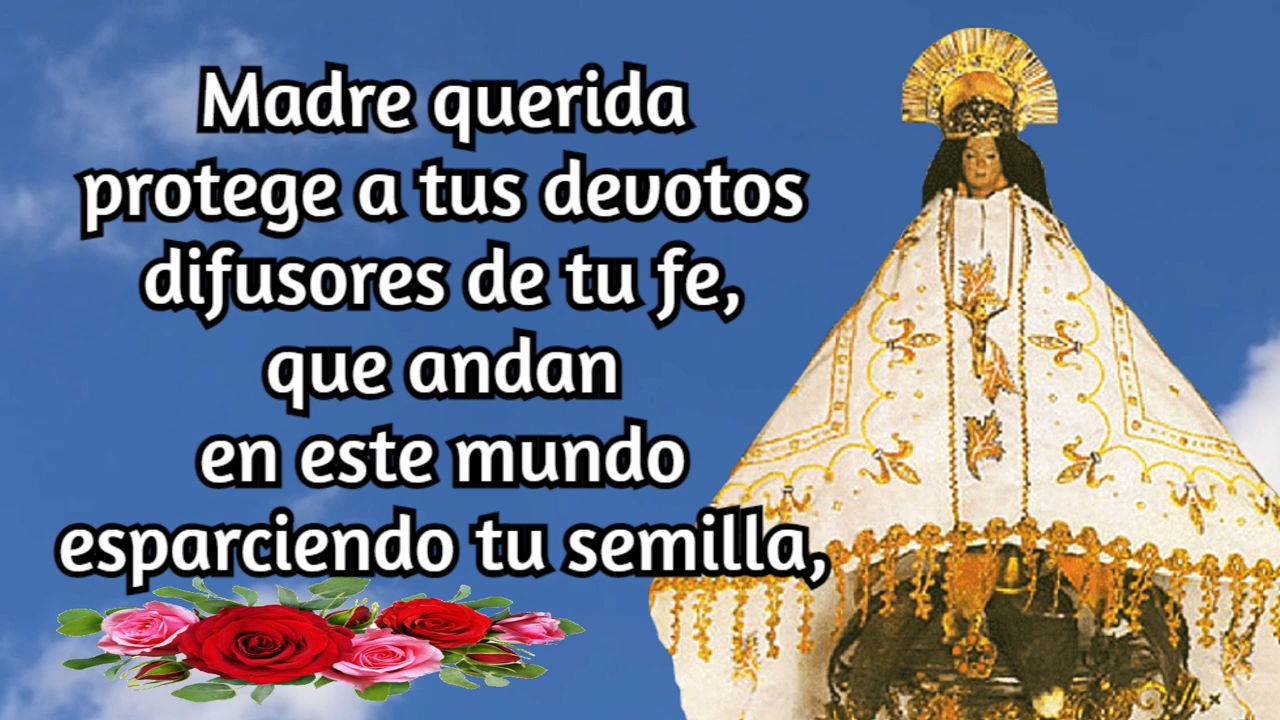 Madre querida
protege a tus devotos
difusores de tu fe,
que andan
en este mundo
esparciendo tu semilla,